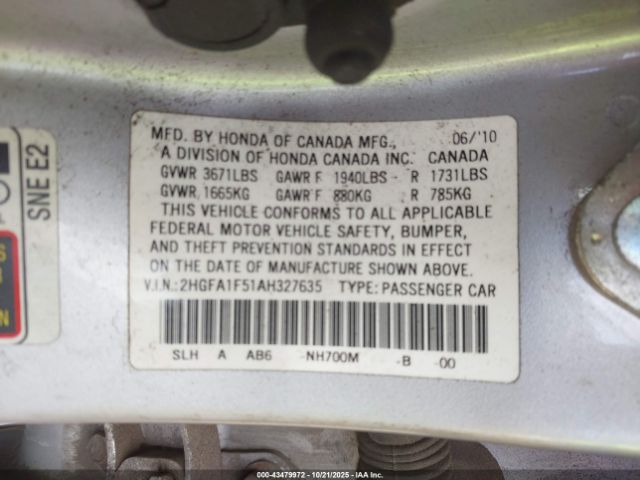 MFD. BY HONDA OF CANADA MFG., 06/'10
A DIVISION OF HONDA CANADA INC. CANADA
GVWR 3671LBS GAWR F 1940LBS - R 1731LBS
GVWR 1665KG GAWR F 880KG R 785KG
THIS VEHICLE CONFORMS TO ALL APPLICABLE
FEDERAL MOTOR VEHICLE SAFETY, BUMPER,
AND THEFT PREVENTION STANDARDS IN EFFECT
ON THE DATE OF MANUFACTURE SHOWN ABOVE.
V.I.N.: 2HGFA1F51AH327635 TYPE: PASSENGER CAR
SLH A AB6 -NH700M -B -00
SNE E2
© 43479972 - 10/21/2025 - IAA Inc.